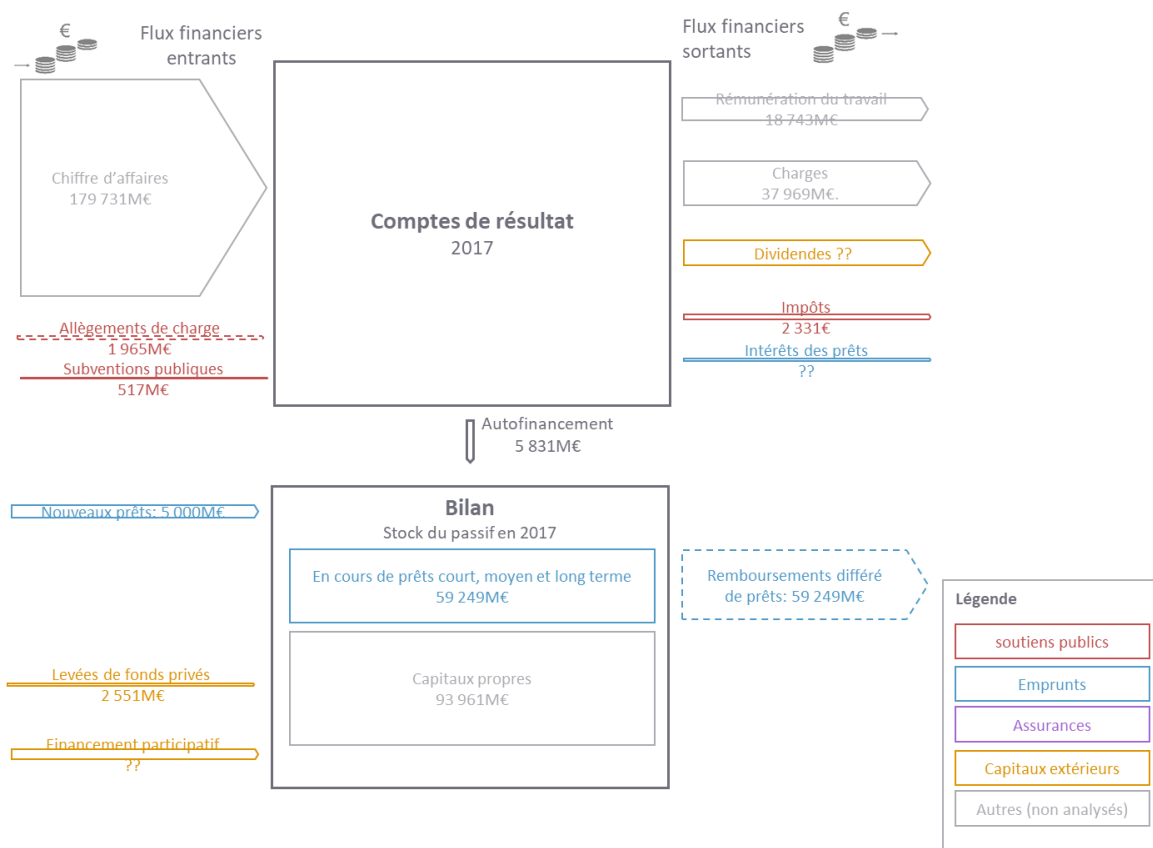 €
Flux financiers
entrants
Flux financiers
sortants
€
Chiffre d’affaires
179 731M€
Allègements de charge
1 965M€
Subventions publiques
517M€
Comptes de résultat
2017
Rémunération du travail
18 743M€
Charges
37 969M€.
Dividendes ??
Impôts
2 331€
Intérêts des prêts
??
Autofinancement
5 831M€
Nouveaux prêts: 5 000M€
Levées de fonds privés
2 551M€
Financement participatif
??
Bilan
Stock du passif en 2017
En cours de prêts court, moyen et long terme
59 249M€
Capitaux propres
93 961M€
Remboursements différé
de prêts: 59 249M€
Légende
soutiens publics
Emprunts
Assurances
Capitaux extérieurs
Autres (non analysés)